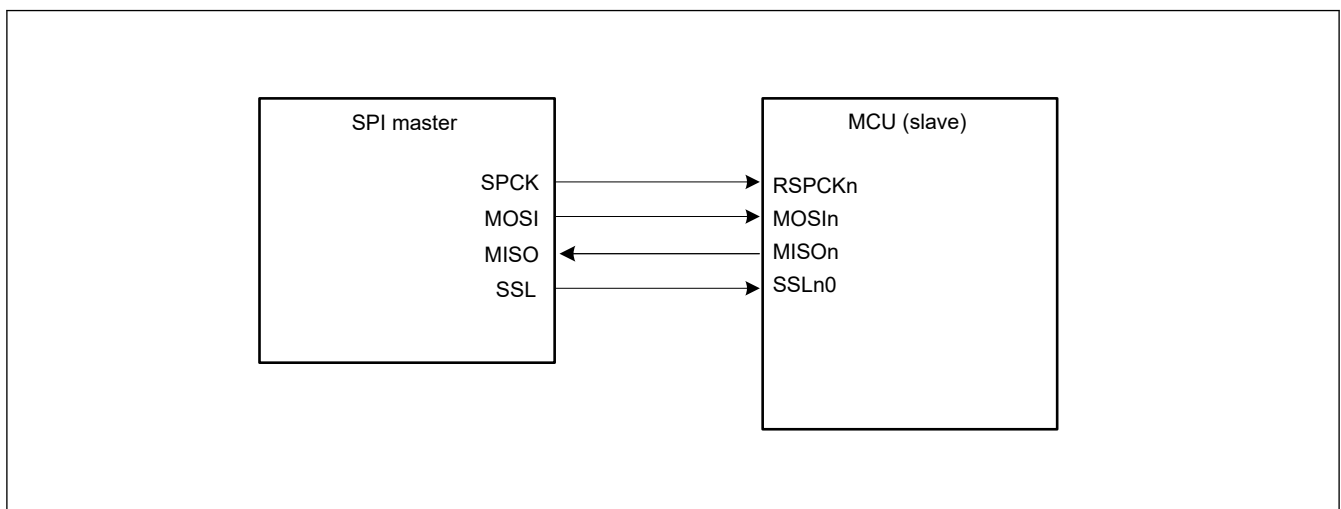 SPI master
SPCK
MOSI
MISO
SSL
MCU (slave)
RSPCKn
MOSIn
MISOn
SSLn0